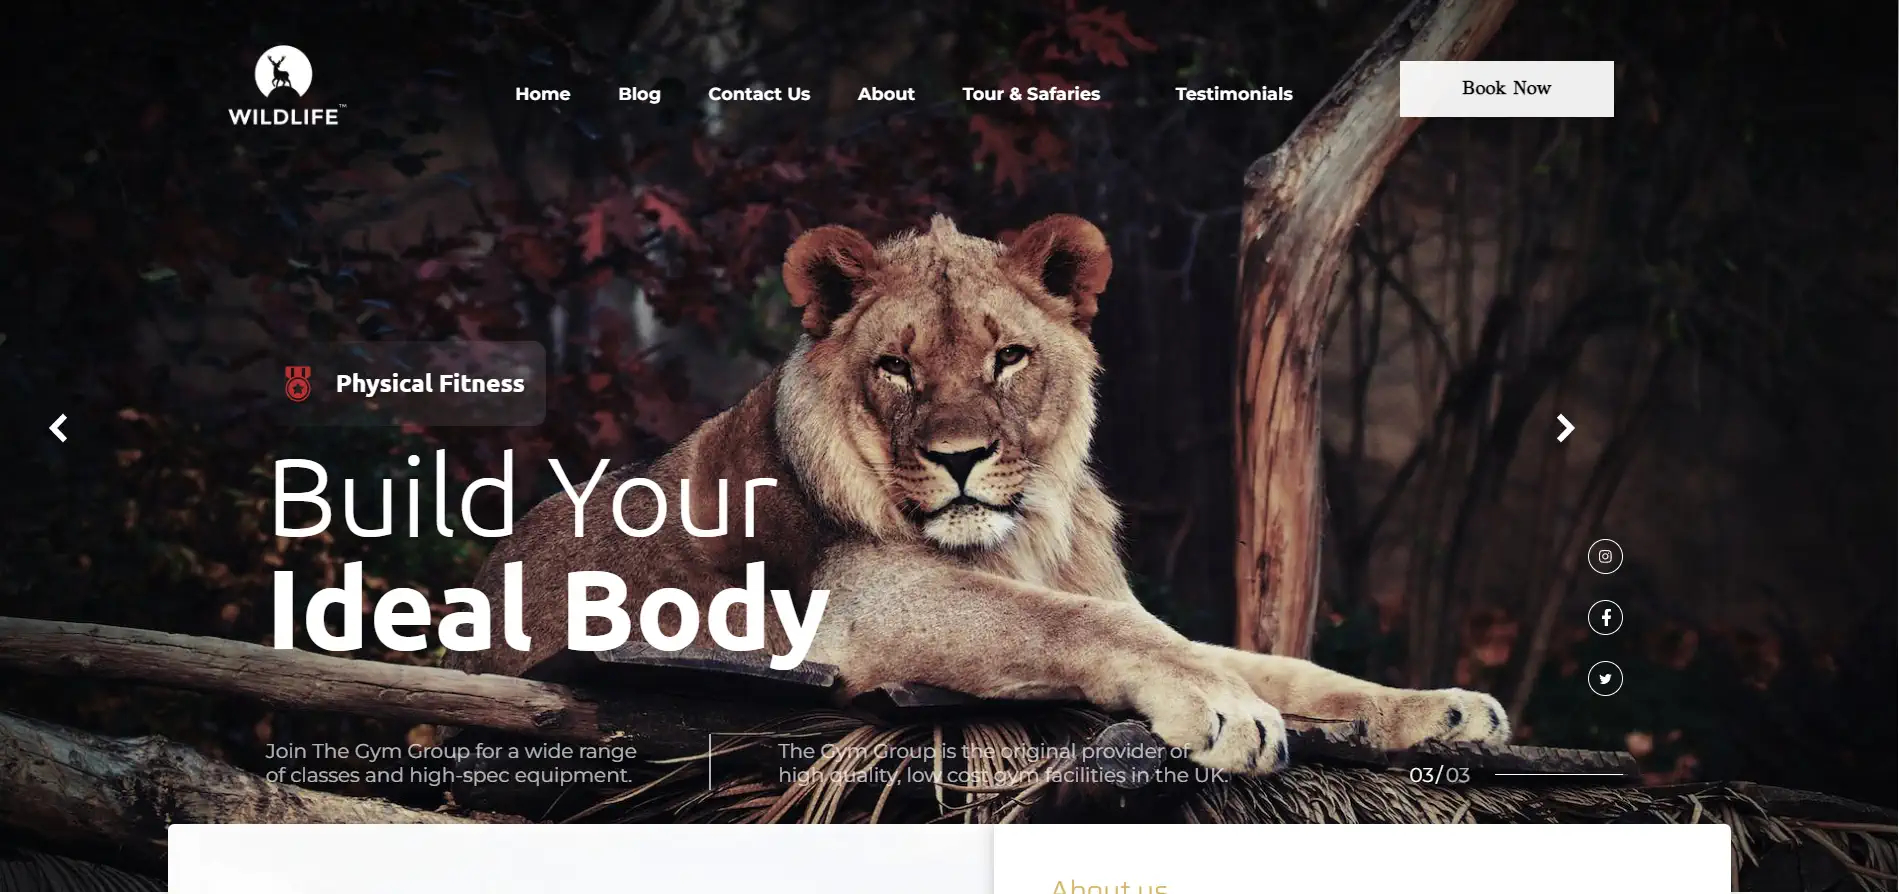 WILDLIFE™
Home
Blog
Contact Us
About
Tour & Safaries
Testimonials
Book Now
Physical Fitness
Build Your
Ideal Body
Join The Gym Group for a wide range
of classes and high-spec equipment.
The Gym Group is the original provider of
high quality, low cost gym facilities in the UK.
03/03
About us